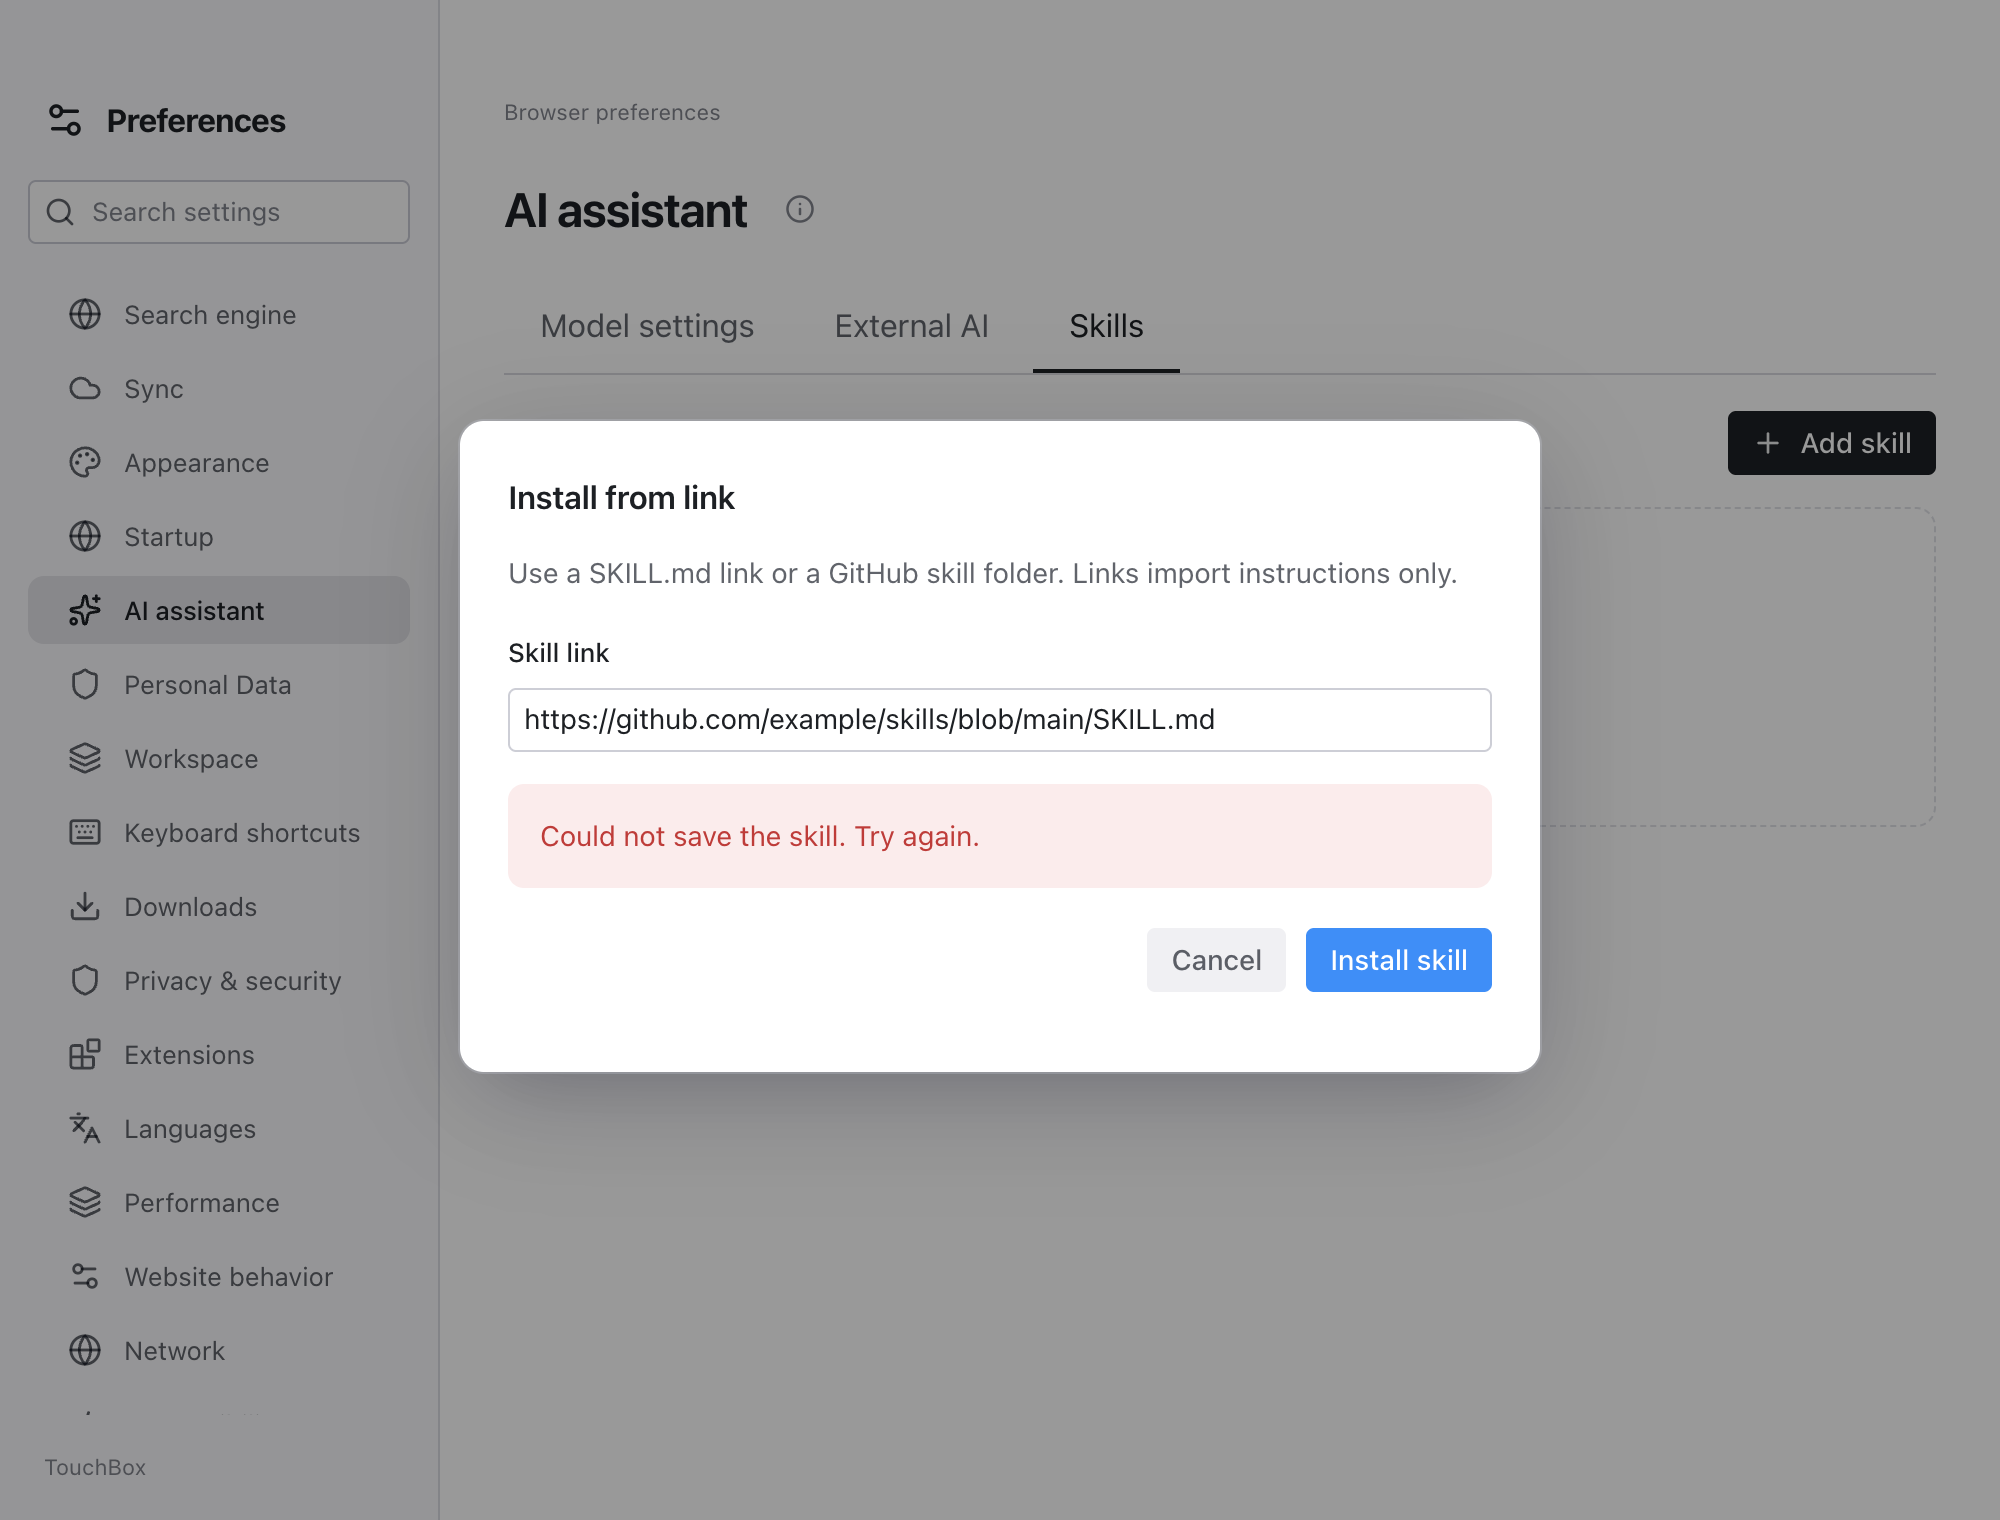 Preferences
Search settings
Search engine
Sync
Appearance
Startup
AI assistant
Personal Data
Workspace
Keyboard shortcuts
Downloads
Privacy & security
Extensions
Languages
Performance
Website behavior
Network
TouchBox
Browser preferences
AI assistant
Model settings
External AI
Skills
Add skill
Install from link
Use a SKILL.md link or a GitHub skill folder. Links import instructions only.
Skill link
https://github.com/example/skills/blob/main/SKILL.md
Could not save the skill. Try again.
Cancel
Install skill